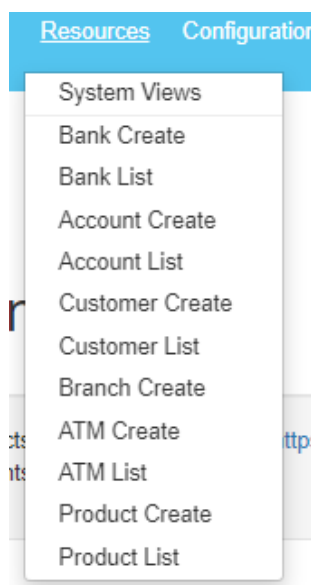 Resources Configuration
System Views
Bank Create
Bank List
Account Create
Account List
Customer Create
Customer List
Branch Create
ATM Create
ATM List
Product Create
Product List